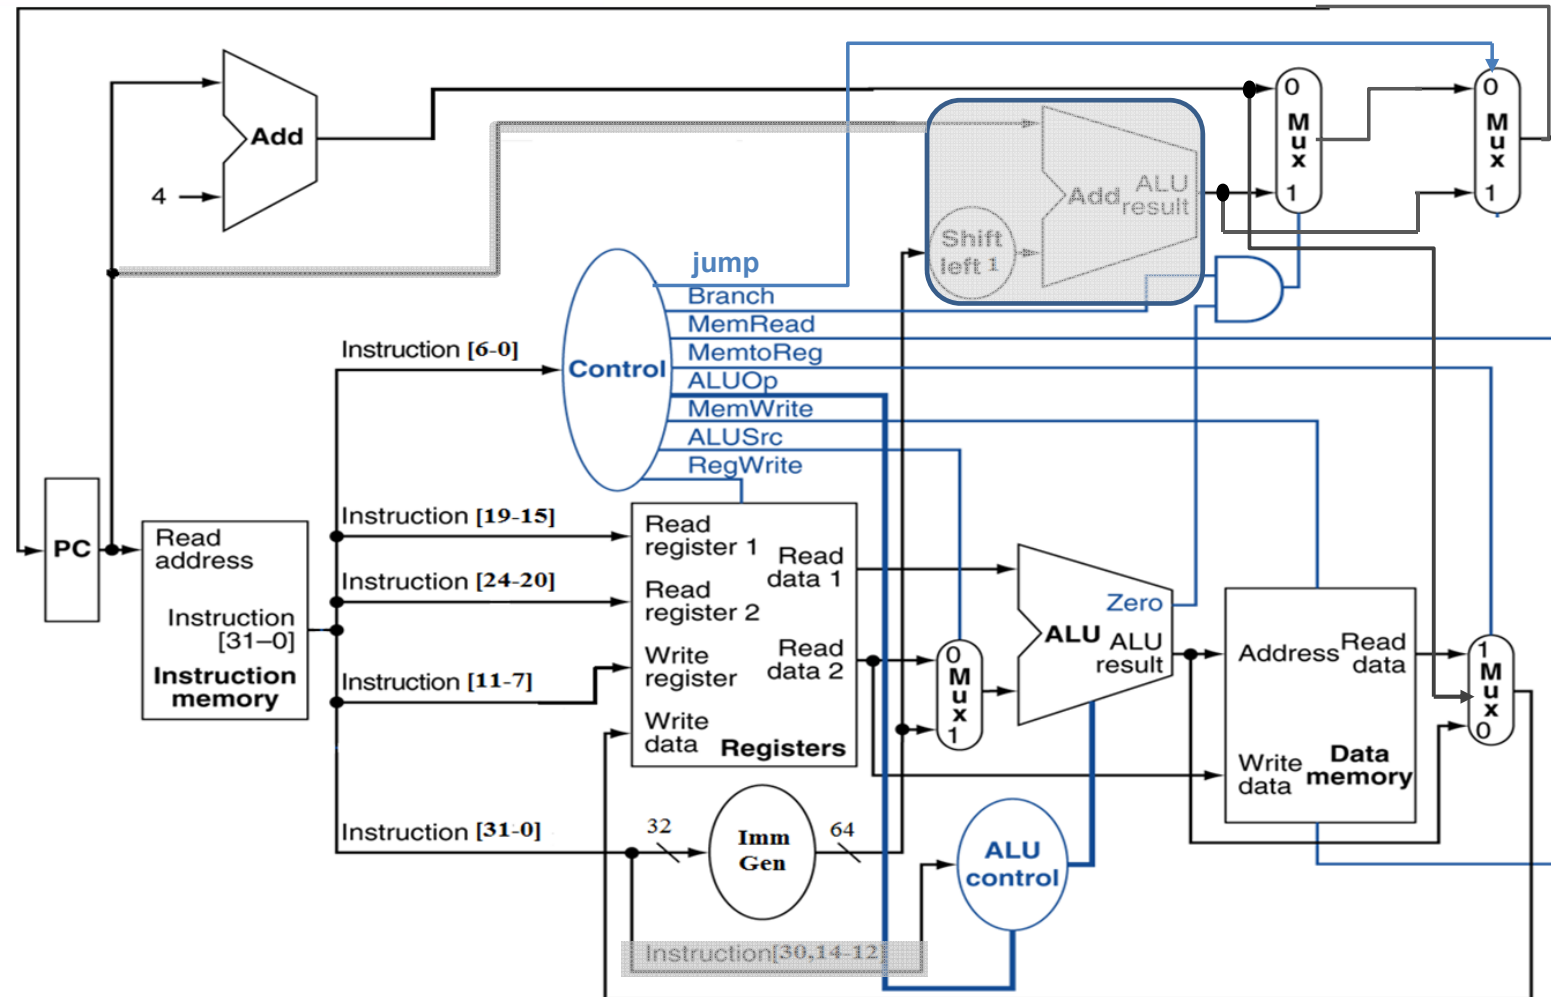 0
M
u
x
1
0
M
u
x
1
Add
4
Add
ALU
result
Shift
left 1
jump
Branch
MemRead
MemtoReg
ALUOp
MemWrite
ALUSrc
RegWrite
Control
Instruction [6-0]
PC
Read
address
Instruction
[31–0]
Instruction
memory
Instruction [19-15]
Instruction [24-20]
Instruction [11-7]
Instruction [31-0]
Read
register 1
Read
register 2
Write
register
Write
data
Read
data 1
Read
data 2
Registers
0
M
u
x
1
Zero
ALU
ALU
result
Address
Read
data
Write
data
Data
memory
1
M
u
x
0
32
Imm
Gen
64
ALU
control
Instruction[30,14-12]